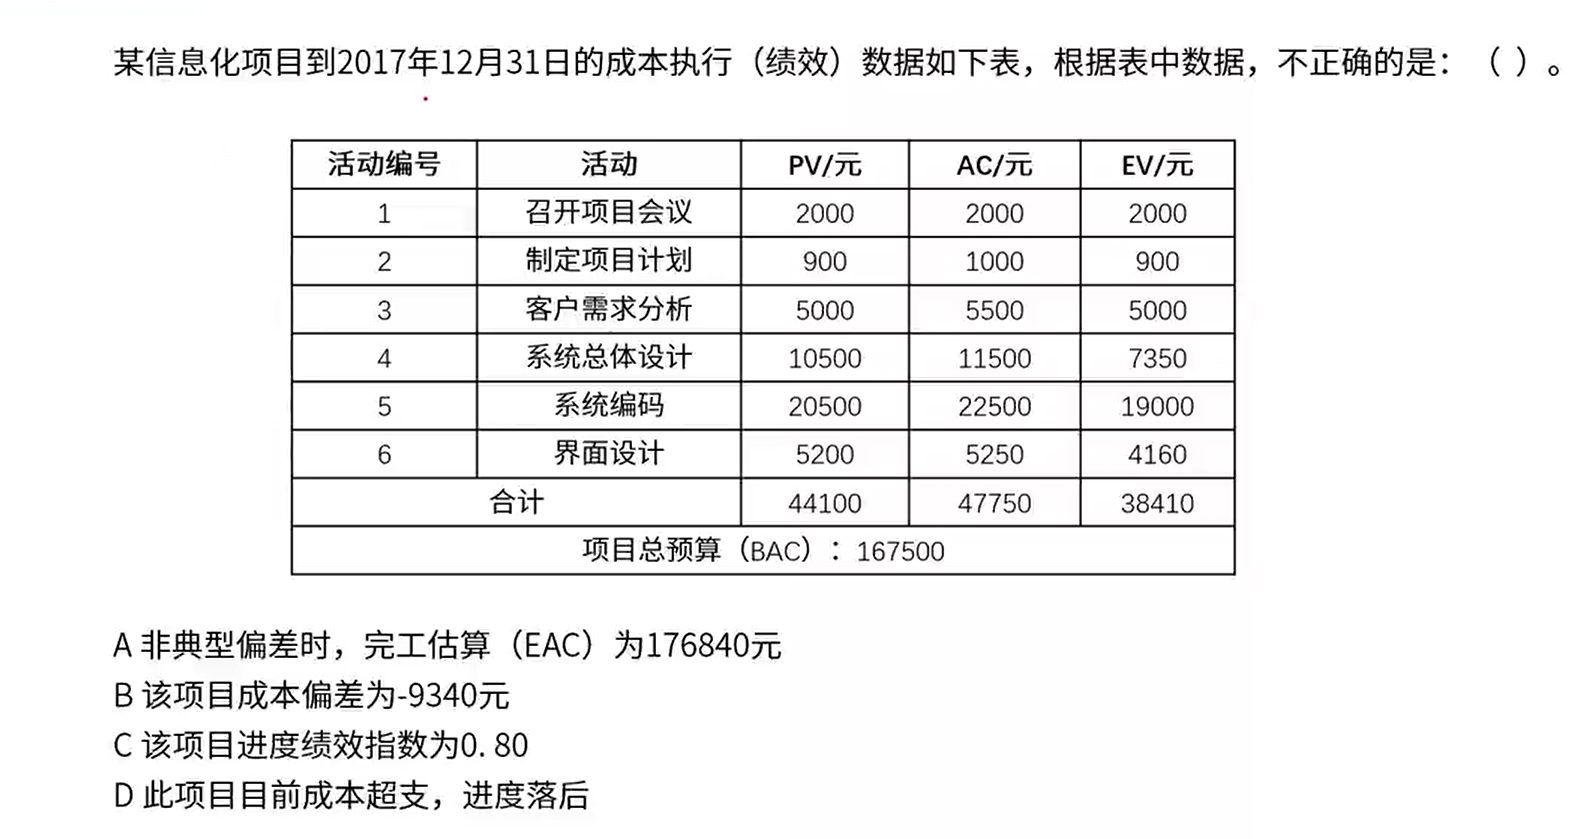 某信息化项目到2017年12月31日的成本执行（绩效）数据如下表，根据表中数据，不正确的是：（ ）。
活动编号 活动 PV/元 AC/元 EV/元
1 召开项目会议 2000 2000 2000
2 制定项目计划 900 1000 900
3 客户需求分析 5000 5500 5000
4 系统总体设计 10500 11500 7350
5 系统编码 20500 22500 19000
6 界面设计 5200 5250 4160
合计 44100 47750 38410
项目总预算（BAC）：167500
A 非典型偏差时，完工估算（EAC）为176840元
B 该项目成本偏差为-9340元
C 该项目进度绩效指数为0. 80
D 此项目目前成本超支，进度落后